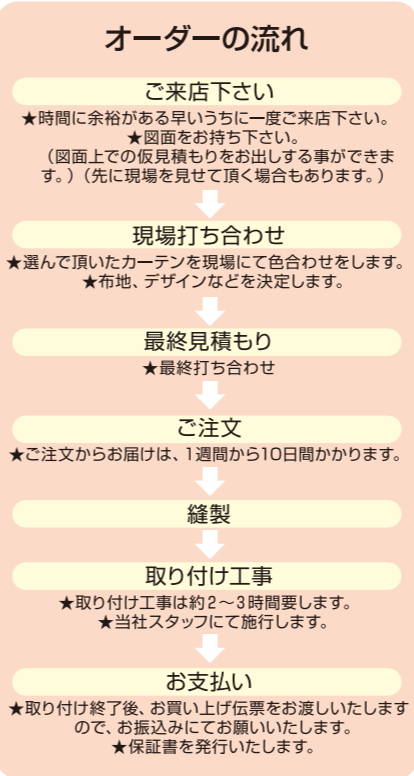 オーダーの流れ
ご来店下さい
★時間に余裕がある早いうちに一度ご来店下さい。
★図面をお持ち下さい。
（図面上での仮見積もりをお出しする事ができま
す。）（先に現場を見せて頂く場合もあります。）
現場打ち合わせ
★選んで頂いたカーテンを現場にて色合わせをします。
★布地、デザインなどを決定します。
最終見積もり
★最終打ち合わせ
ご注文
★ご注文からお届けは、1週間から10日間かかります。
縫製
取り付け工事
★取り付け工事は約2～3時間要します。
★当社スタッフにて施行します。
お支払い
★取り付け終了後、お買い上げ伝票をお渡しいたします
ので、お振込みにてお願いいたします。
★保証書を発行いたします。